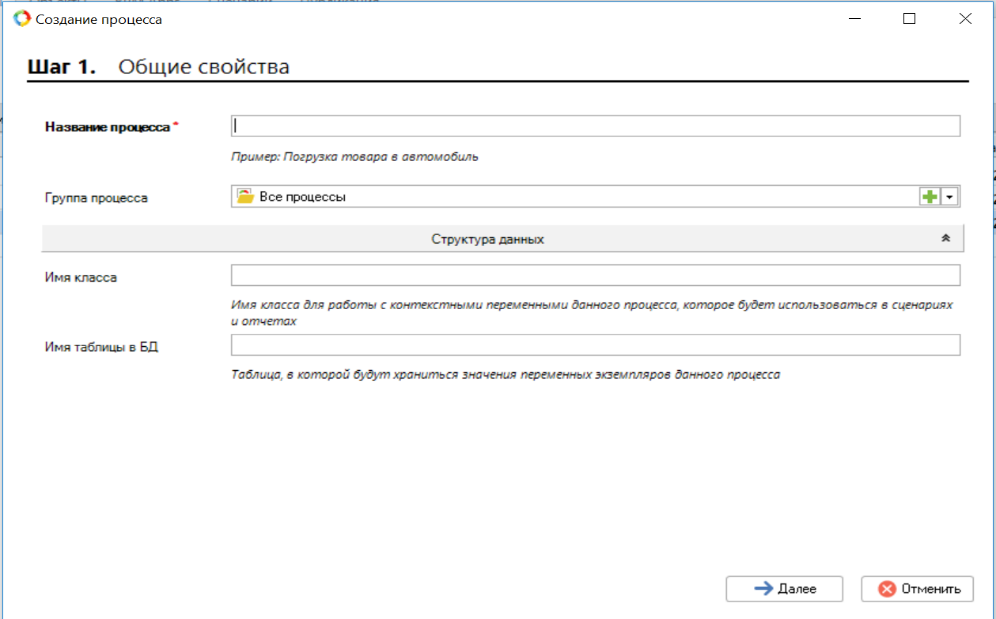 Создание процесса
Шаг 1. Общие свойства
Название процесса *
Пример: Погрузка товара в автомобиль
Группа процесса
Все процессы
Структура данных
Имя класса
Имя класса для работы с контекстными переменными данного процесса, которое будет использоваться в сценариях
и отчетах
Имя таблицы в БД
Таблица, в которой будут храниться значения переменных экземпляров данного процесса
Далее
Отменить